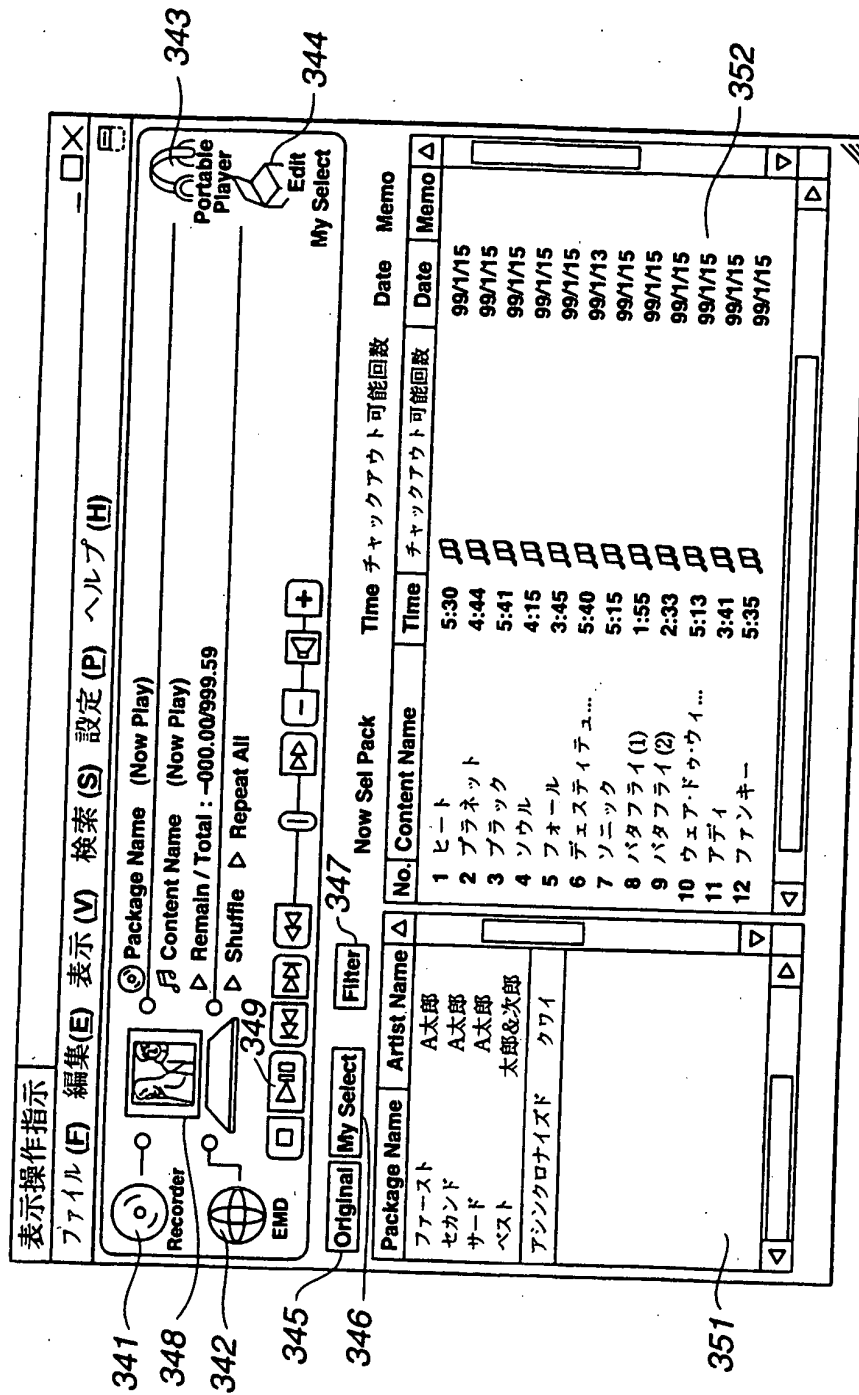 表示操作指示
ファイル(F) 編集(E) 表示(V) 検索(S) 設定(P) ヘルプ(H)
341
348
342
349
343
344
Recorder
EMD
Package Name (Now Play)
Content Name (Now Play)
Remain / Total : -000.00/999.59
Shuffle Repeat All
Portable
Player
Edit
My Select
345
346
347
Original My Select Filter
Now Sel Pack Time チャックアウト可能回数 Date Memo
Package Name Artist Name
ファースト A太郎
セカンド A太郎
サード A太郎
ベスト 太郎&次郎
アシンクロナイズド クワイ
351
No. Content Name Time チャックアウト可能回数 Date Memo
1 ヒート 5:30 99/1/15
2 プラネット 4:44 99/1/15
3 ブラック 5:41 99/1/15
4 ソウル 4:15 99/1/15
5 フォール 3:45 99/1/15
6 デェスティテュ... 5:40 99/1/13
7 ソニック 5:15 99/1/15
8 バタフライ(1) 1:55 99/1/15
9 バタフライ(2) 2:33 99/1/15
10 ウェア・ドゥ・ウィ... 5:13 99/1/15
11 アディ 3:41 99/1/15
12 ファンキー 5:35 99/1/15
352